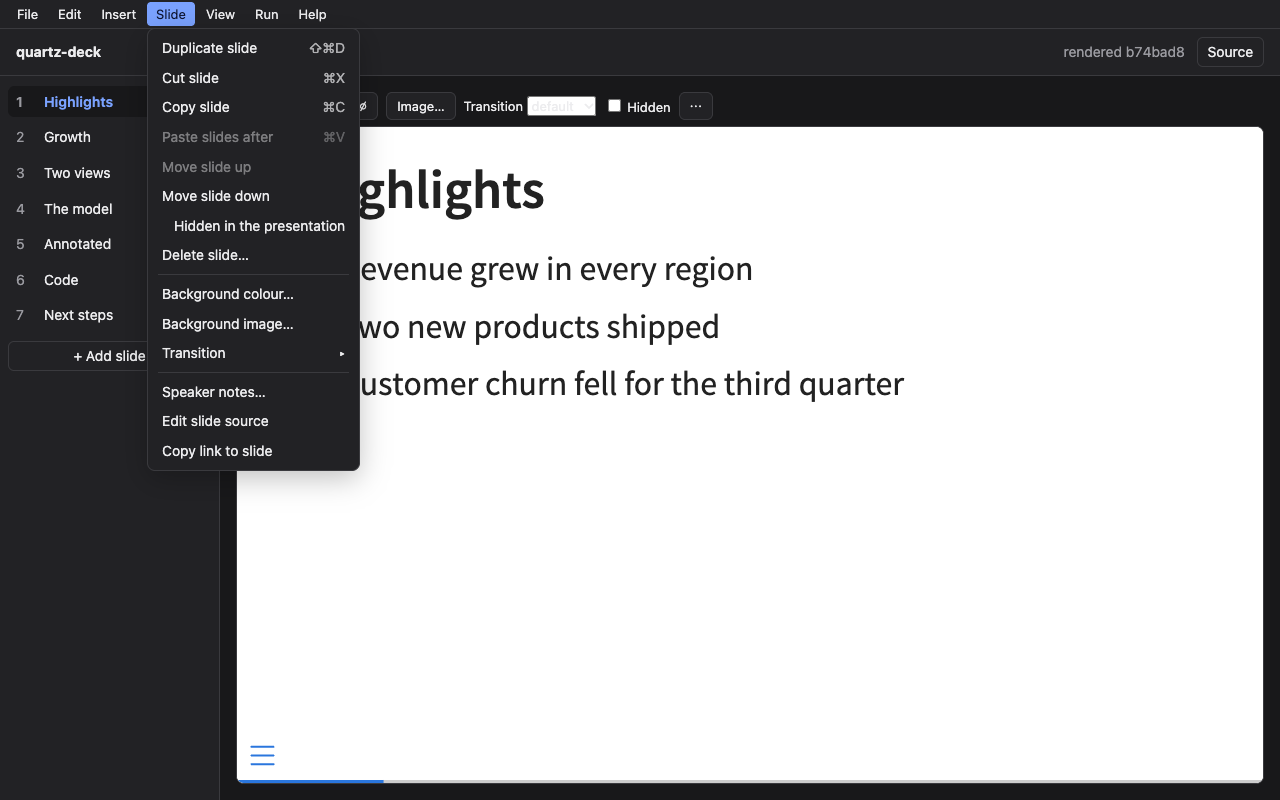 File Edit Insert Slide View Run Help
quartz-deck
rendered b74bad8 Source
1 Highlights
2 Growth
3 Two views
4 The model
5 Annotated
6 Code
7 Next steps
+ Add slide
Duplicate slide ⇧⌘D
Cut slide ⌘X
Copy slide ⌘C
Paste slides after ⌘V
Move slide up
Move slide down
Hidden in the presentation
Delete slide...
Background colour...
Background image...
Transition ▸
Speaker notes...
Edit slide source
Copy link to slide
Image... Transition default Hidden ...
ghlights
evenue grew in every region
wo new products shipped
ustomer churn fell for the third quarter